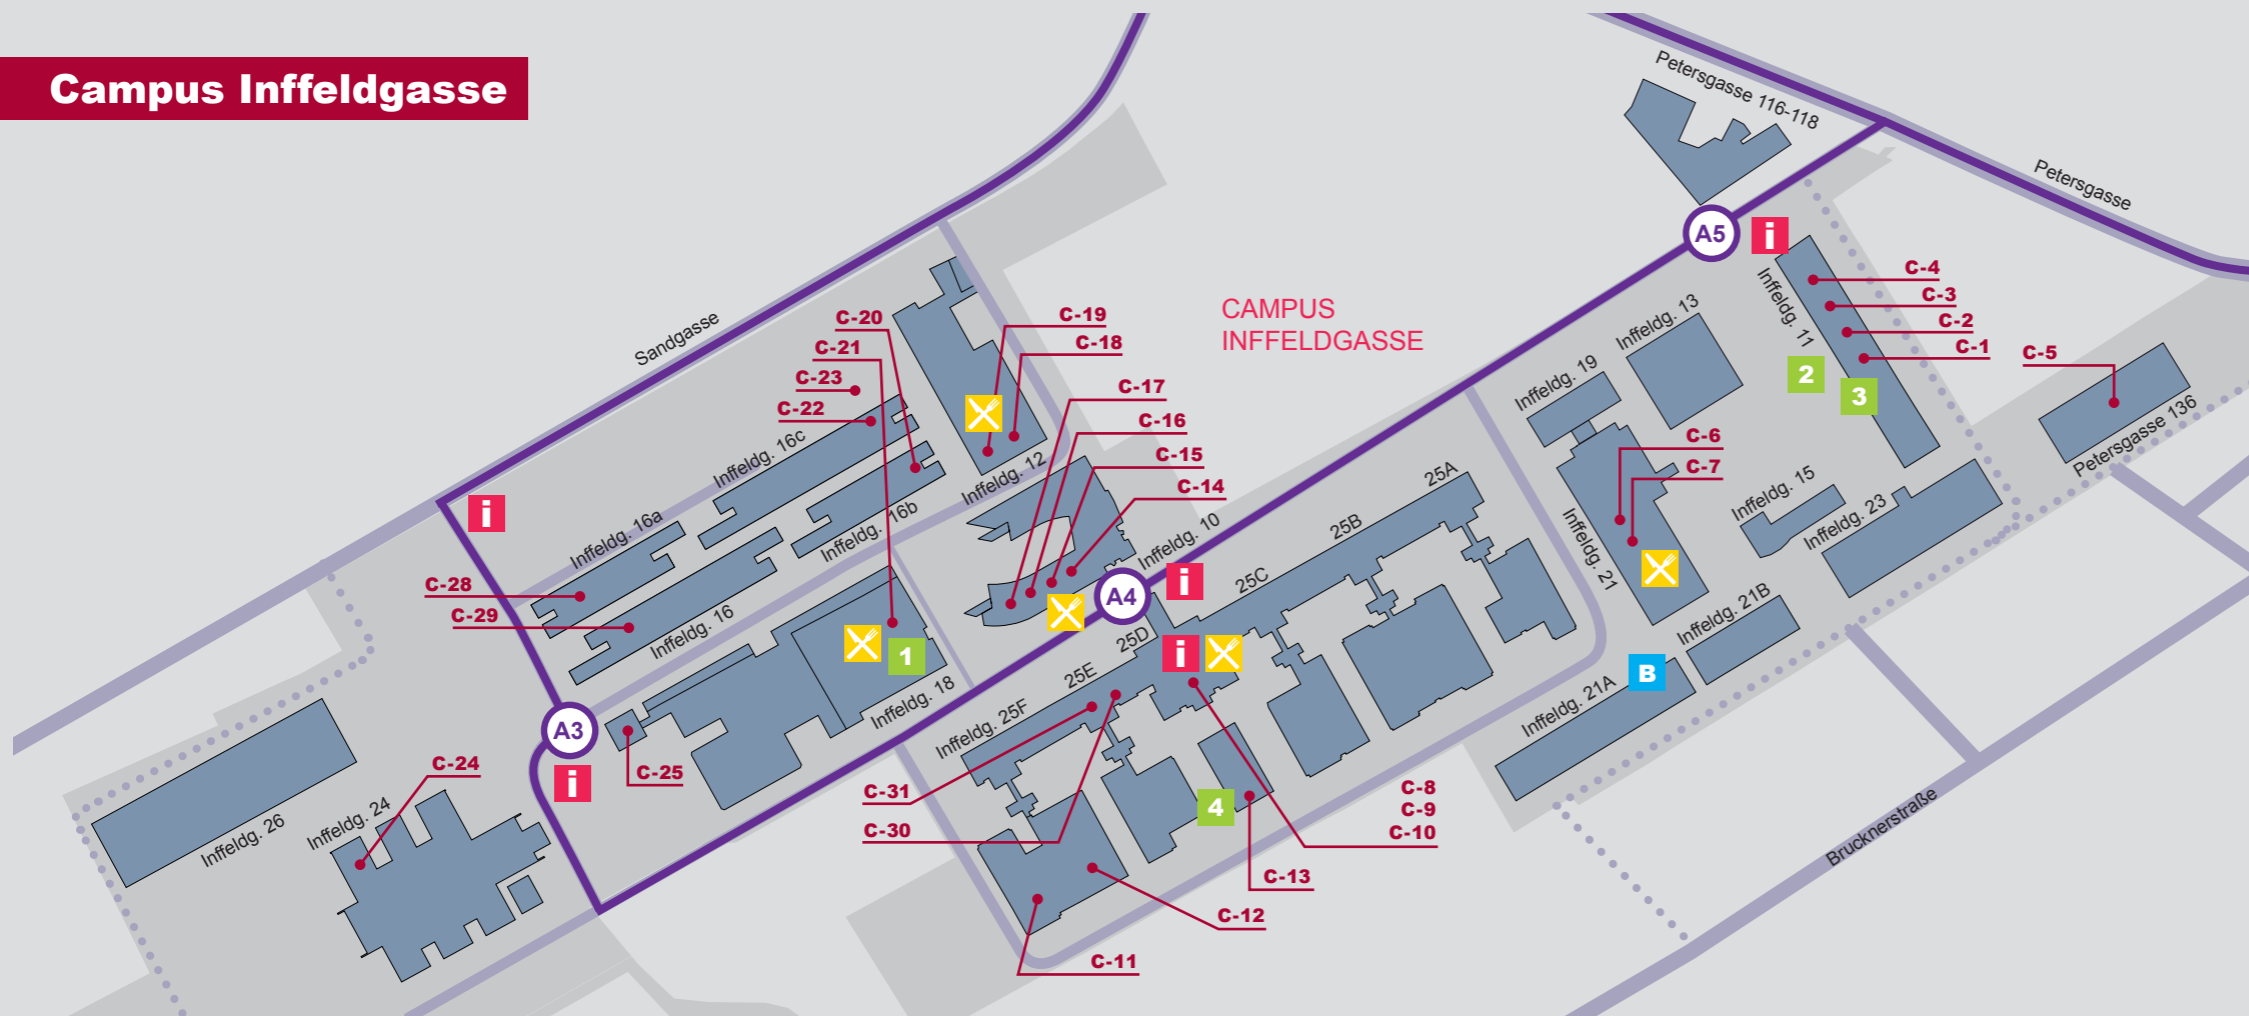 Campus Inffeldgasse
Petersgasse 116-118
Petersgasse
A5
i
C-4
C-3
C-2
C-1
C-5
Petersgasse 136
Inffeldg. 11
2
3
Inffeldg. 13
Inffeldg. 19
C-6
C-7
Inffeldg. 21
Inffeldg. 15
Inffeldg. 23
Inffeldg. 21B
Inffeldg. 21A
B
Brucknerstraße
CAMPUS
INFFELDGASSE
Sandgasse
C-20
C-21
C-23
C-22
C-19
C-18
C-17
C-16
C-15
C-14
Inffeldg. 12
Inffeldg. 10
A4
i
Inffeldg. 16c
Inffeldg. 16a
Inffeldg. 16b
Inffeldg. 16
i
C-28
C-29
1
Inffeldg. 18
A3
i
C-25
C-24
Inffeldg. 24
Inffeldg. 26
25A
25B
25C
25D
25E
Inffeldg. 25F
i
C-31
C-30
4
C-8
C-9
C-10
C-13
C-12
C-11